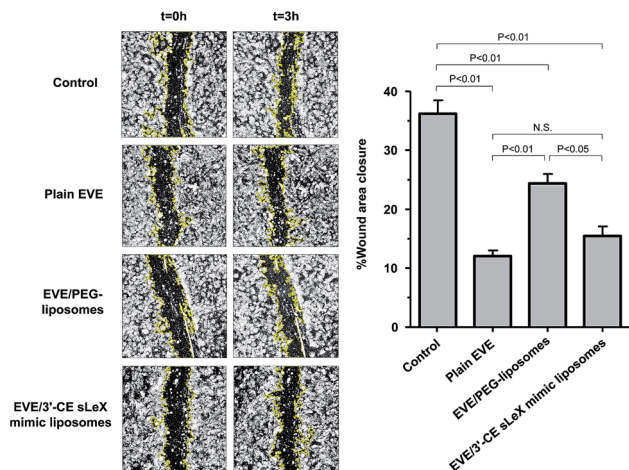 t=0h t=3h
Control
Plain EVE
EVE/PEG-
liposomes
EVE/3'-CE sLeX
mimic liposomes
P<0.01
P<0.01
P<0.01
N.S.
P<0.01 P<0.05
%Wound area closure
40
30
20
10
0
Control
Plain EVE
EVE/PEG-liposomes
EVE/3'-CE sLeX mimic liposomes